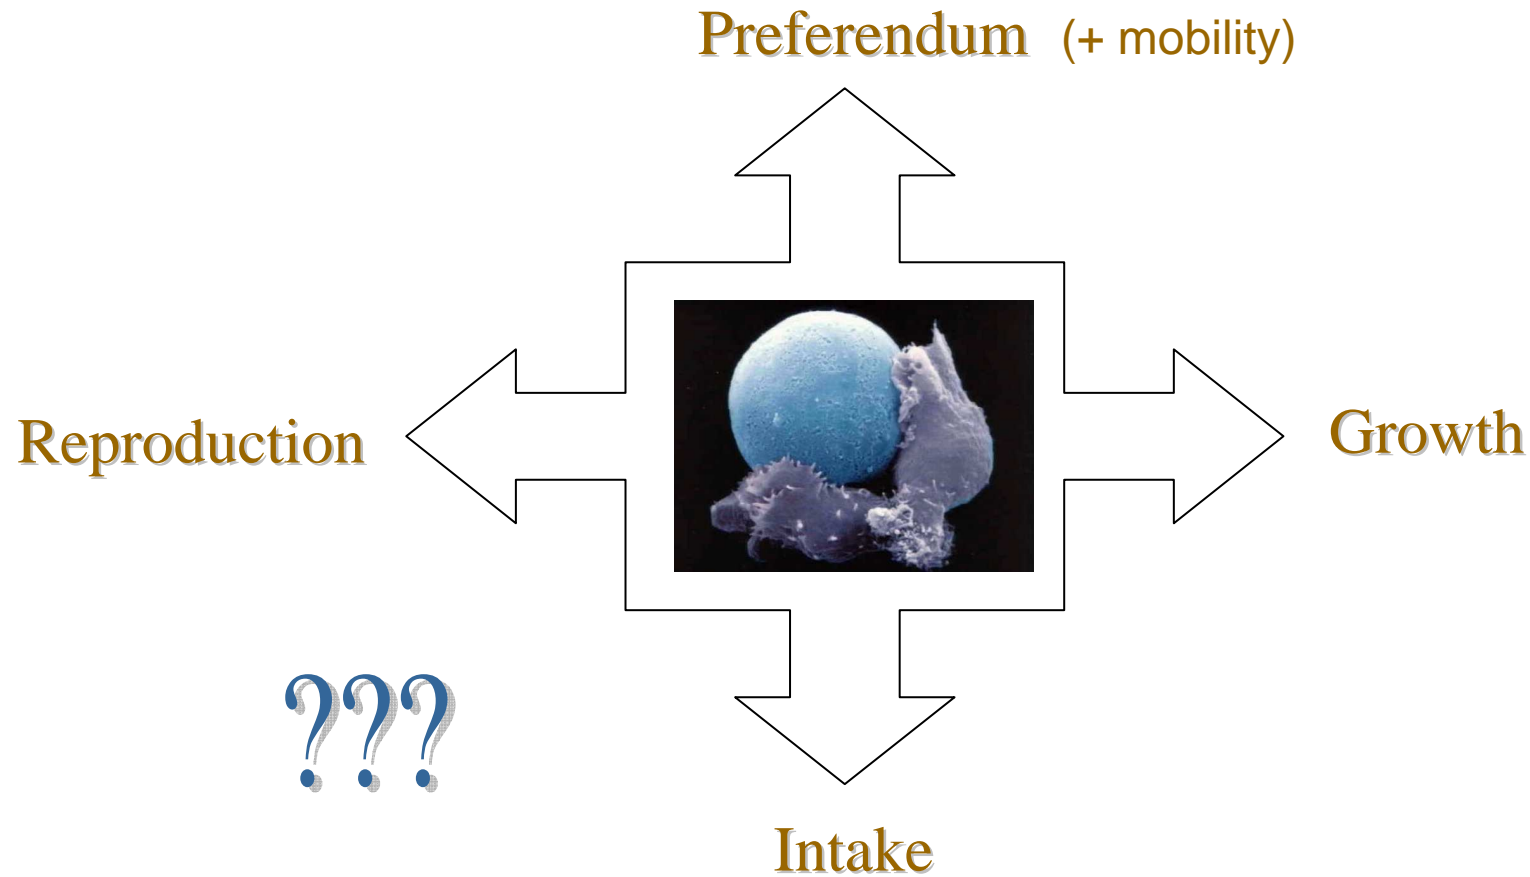 Preferendum (+ mobility)
Reproduction
Growth
???
Intake